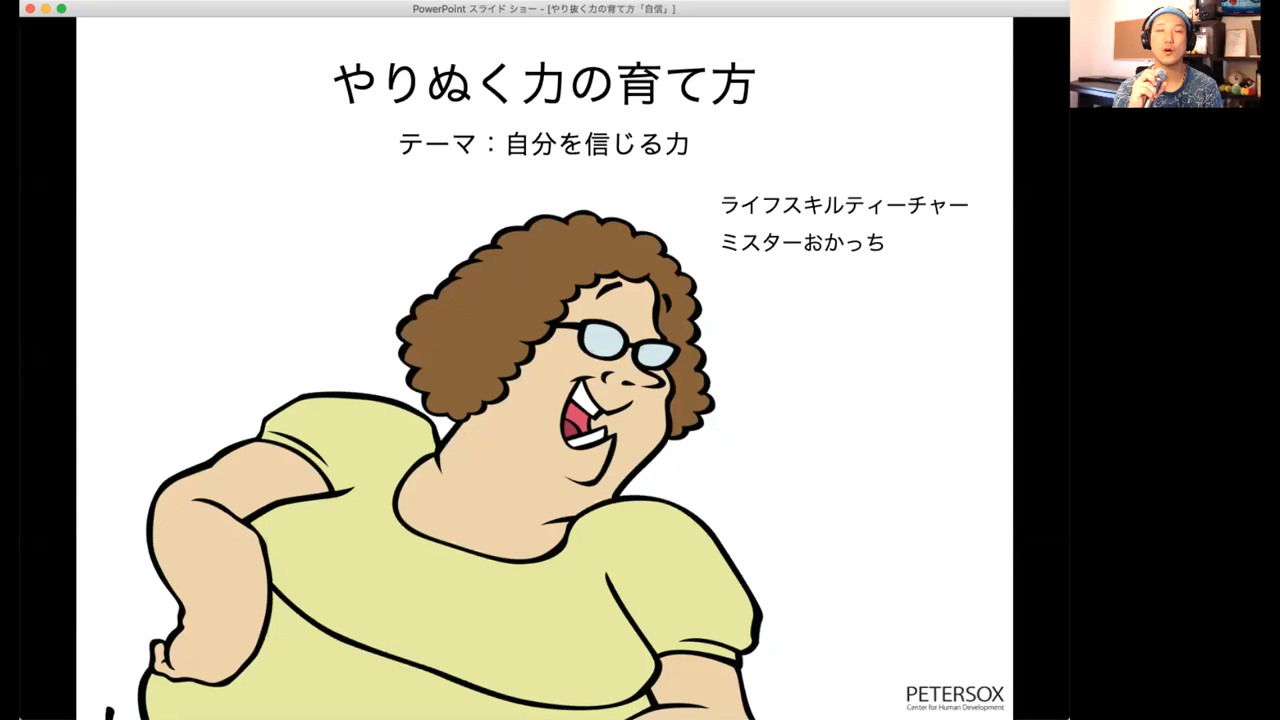 PowerPoint スライド ショー - [やり抜く力の育て方「自信」]
やりぬく力の育て方
テーマ：自分を信じる力
ライフスキルティーチャー
ミスターおかっち
PETERSOX
Center for Human Development